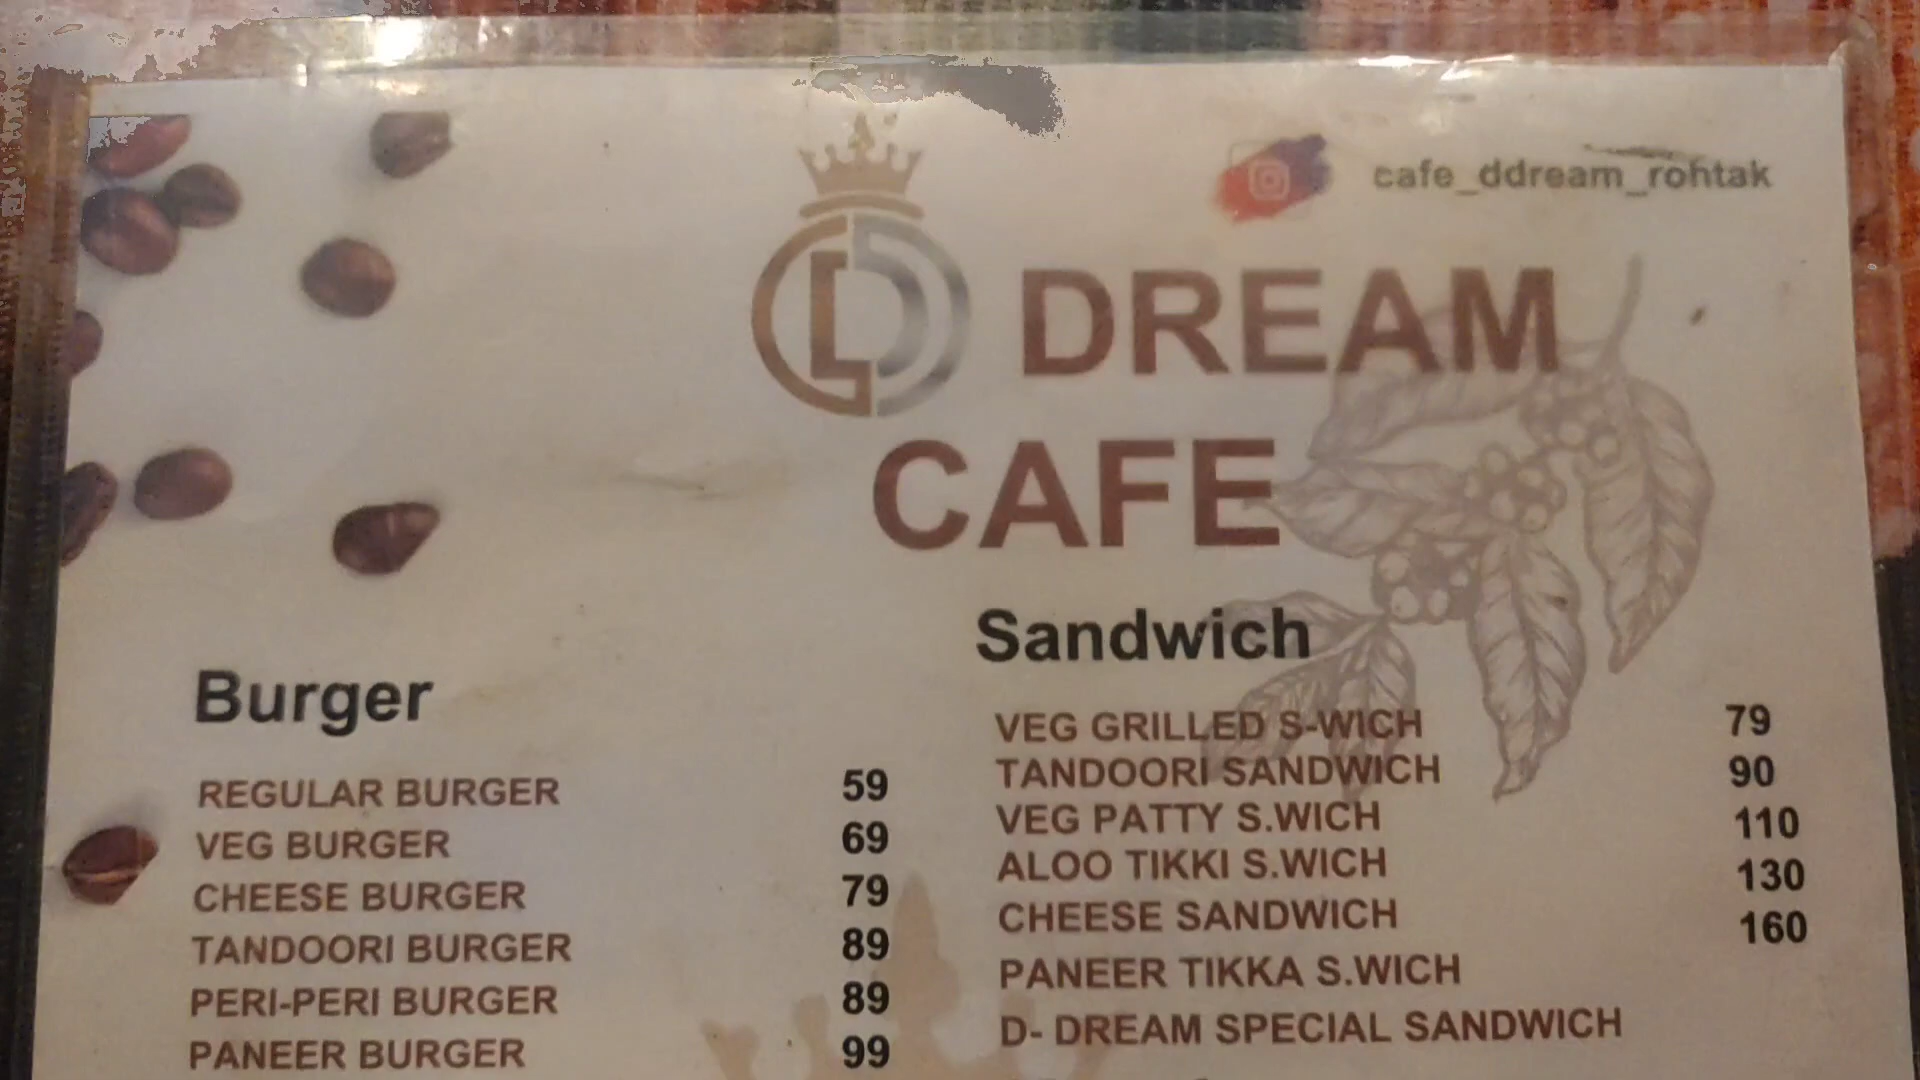 cafe_ddream_rohtak
DREAM
CAFE
Burger
REGULAR BURGER 59
VEG BURGER 69
CHEESE BURGER 79
TANDOORI BURGER 89
PERI-PERI BURGER 89
PANEER BURGER 99
Sandwich
VEG GRILLED S-WICH 79
TANDOORI SANDWICH 90
VEG PATTY S.WICH 110
ALOO TIKKI S.WICH 130
CHEESE SANDWICH 160
PANEER TIKKA S.WICH
D- DREAM SPECIAL SANDWICH